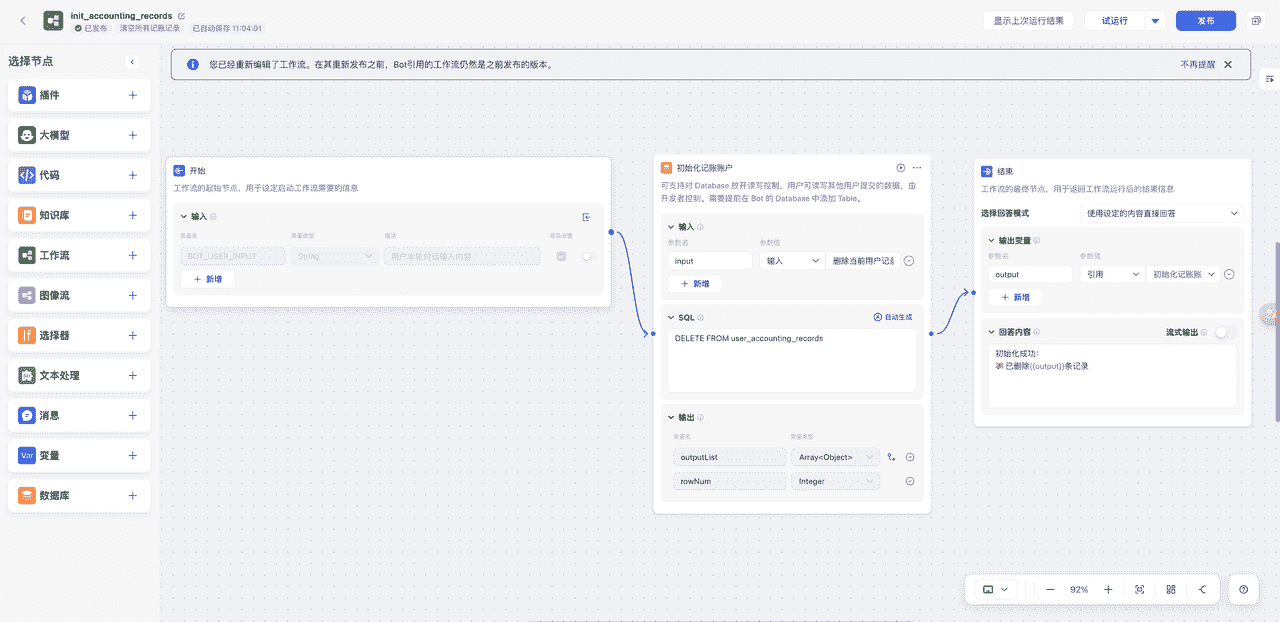 init_accounting_records
已发布 清空所有记账记录 已自动保存 11:04:01
显示上次运行结果
试运行
发布
选择节点
插件
大模型
代码
知识库
工作流
图像流
选择器
文本处理
消息
变量
数据库
您已经重新编辑了工作流。在其重新发布之前，Bot引用的工作流仍然是之前发布的版本。
不再提醒
开始
工作流的起始节点，用于设定启动工作流需要的信息
输入
变量名 变量类型 描述 是否必填
BOT_USER_INPUT String 用户本轮对话输入内容
+ 新增
初始化记账账户
可支持对 Database 放开读写控制，用户可读写其他用户提交的数据，由
开发者控制。需要提前在 Bot 的 Database 中添加 Table。
输入
参数名 参数值
input 输入 删除当前用户记
+ 新增
SQL 自动生成
DELETE FROM user_accounting_records
输出
变量名 变量类型
outputList Array<Object>
rowNum Integer
结束
工作流的最终节点，用于返回工作流运行后的结果信息
选择回答模式 使用设定的内容直接回答
输出变量
参数名 参数值
output 引用 初始化记账账
+ 新增
回答内容 流式输出
初始化成功：
已删除{{output}}条记录
92%